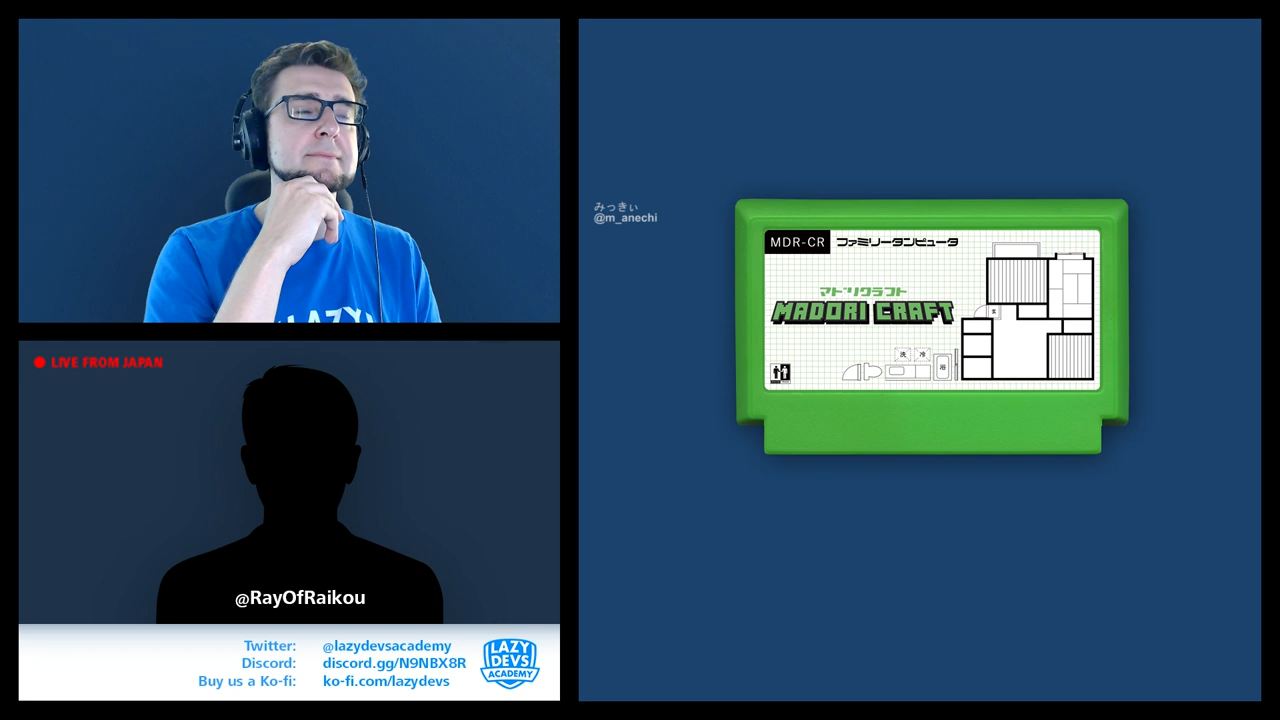 LAZY
LIVE FROM JAPAN
@RayOfRaikou
Twitter: @lazydevsacademy
Discord: discord.gg/N9NBX8R
Buy us a Ko-fi: ko-fi.com/lazydevs
LAZY
DEVS
ACADEMY
みっきぃ
@m_anechi
MDR-CR ファミリータンピュータ
マドリクラフト
MADORI CRAFT
洗 冷
浴